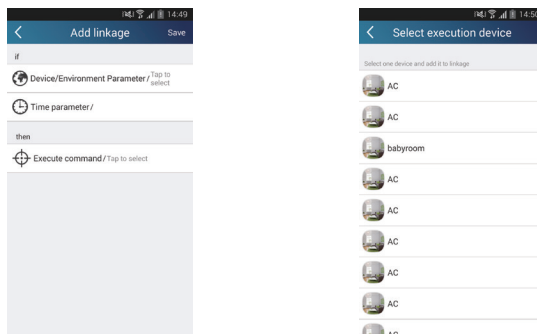 14:49
Add linkage
Save
if
Device/Environment Parameter/Tap to
select
Time parameter/
then
Execute command/Tap to select
14:50
Select execution device
Select one device and add it to linkage
AC
AC
babyroom
AC
AC
AC
AC
AC
AC